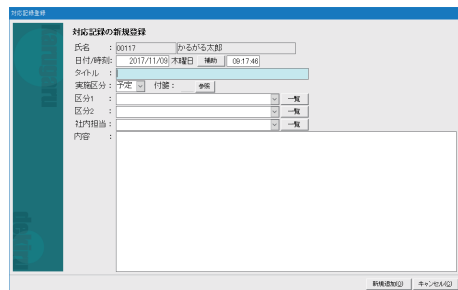 対応記録登録
対応記録の新規登録
氏名 : 00117 かるがる太郎
日付/時刻: 2017/11/09 木曜日 補助 09:17:46
タイトル :
実施区分: 予定 付箋: 参照
区分1 : 一覧
区分2 : 一覧
社内担当: 一覧
内容 :
新規追加(O) キャンセル(C)